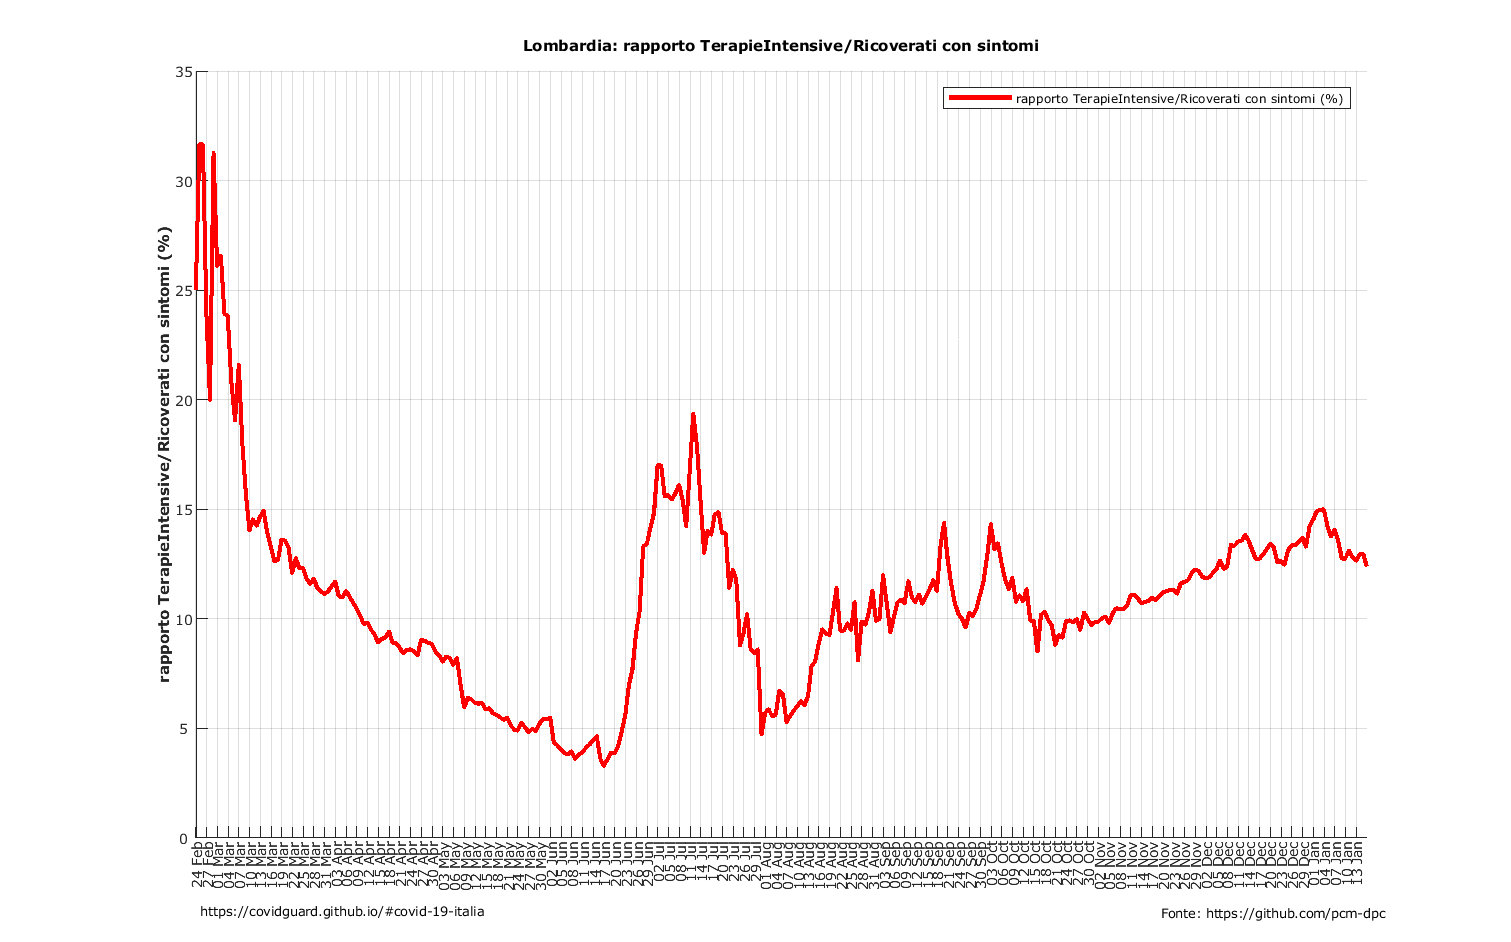 Lombardia: rapporto TerapieIntensive/Ricoverati con sintomi
rapporto TerapieIntensive/Ricoverati con sintomi (%)
rapporto TerapieIntensive/Ricoverati con sintomi (%)
35
30
25
20
15
10
5
0
24 Feb
27 Feb
01 Mar
04 Mar
07 Mar
10 Mar
13 Mar
16 Mar
19 Mar
22 Mar
25 Mar
28 Mar
31 Mar
03 Apr
06 Apr
09 Apr
12 Apr
15 Apr
18 Apr
21 Apr
24 Apr
27 Apr
30 Apr
03 May
06 May
09 May
12 May
15 May
18 May
21 May
24 May
27 May
30 May
02 Jun
05 Jun
08 Jun
11 Jun
14 Jun
17 Jun
20 Jun
23 Jun
26 Jun
29 Jun
02 Jul
05 Jul
08 Jul
11 Jul
14 Jul
17 Jul
20 Jul
23 Jul
26 Jul
29 Jul
01 Aug
04 Aug
07 Aug
10 Aug
13 Aug
16 Aug
19 Aug
22 Aug
25 Aug
28 Aug
31 Aug
03 Sep
06 Sep
09 Sep
12 Sep
15 Sep
18 Sep
21 Sep
24 Sep
27 Sep
30 Sep
03 Oct
06 Oct
09 Oct
12 Oct
15 Oct
18 Oct
21 Oct
24 Oct
27 Oct
30 Oct
02 Nov
05 Nov
08 Nov
11 Nov
14 Nov
17 Nov
20 Nov
23 Nov
26 Nov
29 Nov
02 Dec
05 Dec
08 Dec
11 Dec
14 Dec
17 Dec
20 Dec
23 Dec
26 Dec
29 Dec
01 Jan
04 Jan
07 Jan
10 Jan
13 Jan
https://covidguard.github.io/#covid-19-italia
Fonte: https://github.com/pcm-dpc